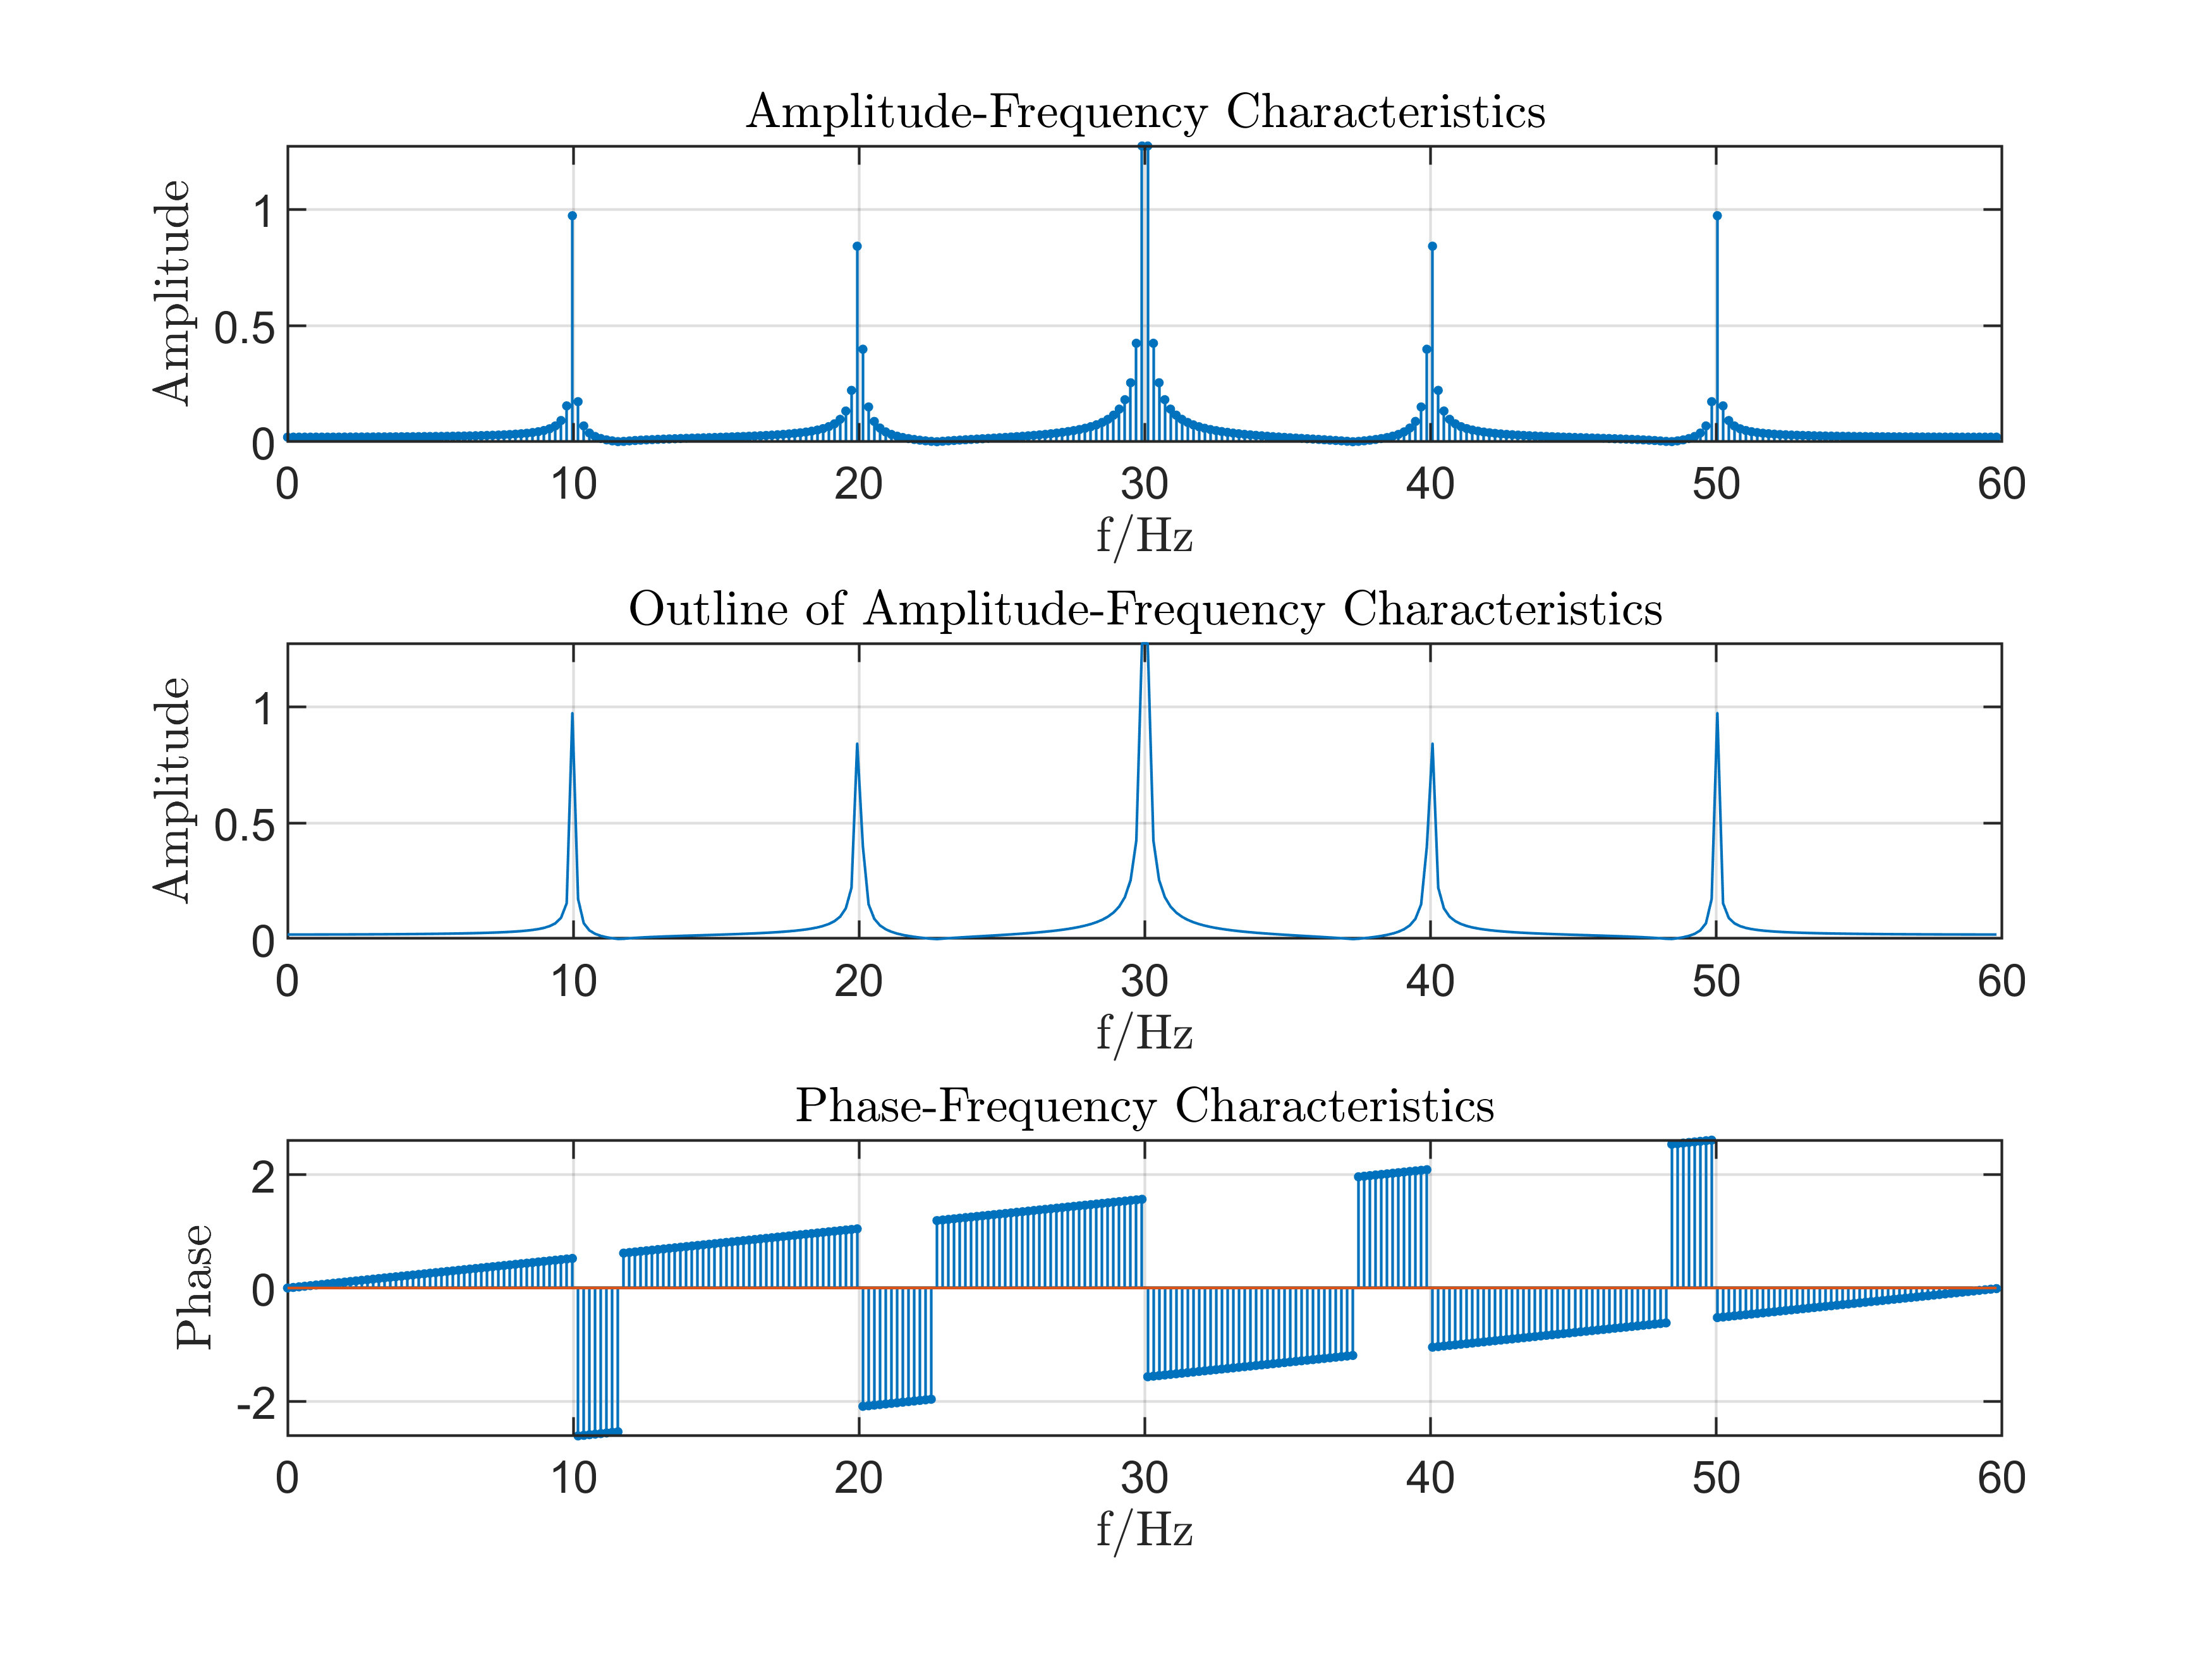 Amplitude-Frequency Characteristics
Amplitude
1
0.5
0
0 10 20 30 40 50 60
f/Hz
Outline of Amplitude-Frequency Characteristics
Amplitude
1
0.5
0
0 10 20 30 40 50 60
f/Hz
Phase-Frequency Characteristics
Phase
2
0
-2
0 10 20 30 40 50 60
f/Hz